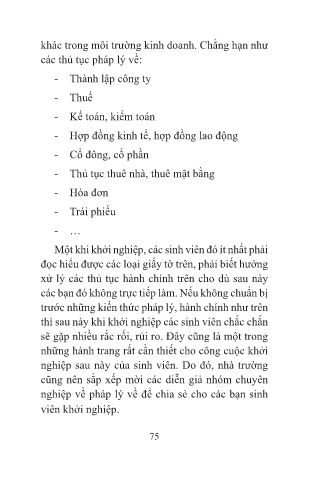 khác trong môi trường kinh doanh. Chẳng hạn như
các thủ tục pháp lý về:
- Thành lập công ty
- Thuế
- Kế toán, kiểm toán
- Hợp đồng kinh tế, hợp đồng lao động
- Cổ đông, cổ phần
- Thủ tục thuê nhà, thuê mặt bằng
- Hóa đơn
- Trái phiếu
- …
Một khi khởi nghiệp, các sinh viên đó ít nhất phải
đọc hiểu được các loại giấy tờ trên, phải biết hướng
xử lý các thủ tục hành chính trên cho dù sau này
các bạn đó không trực tiếp làm. Nếu không chuẩn bị
trước những kiến thức pháp lý, hành chính như trên
thì sau này khi khởi nghiệp các sinh viên chắc chắn
sẽ gặp nhiều rắc rối, rủi ro. Đây cũng là một trong
những hành trang rất cần thiết cho công cuộc khởi
nghiệp sau này của sinh viên. Do đó, nhà trường
cũng nên sắp xếp mời các diễn giả nhóm chuyên
nghiệp về pháp lý về để chia sẻ cho các bạn sinh
viên khởi nghiệp.
75